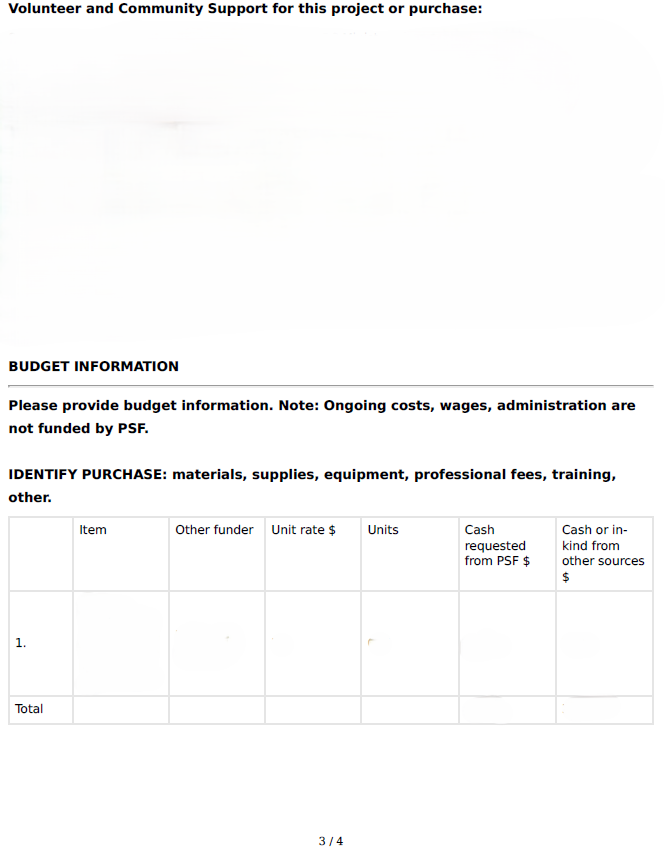 Volunteer and Community Support for this project or purchase:
BUDGET INFORMATION
Please provide budget information. Note: Ongoing costs, wages, administration are
not funded by PSF.
IDENTIFY PURCHASE: materials, supplies, equipment, professional fees, training,
other.
Item
Other funder
Unit rate $
Units
Cash
requested
from PSF $
Cash or in-
kind from
other sources
$
1.
Total
3 / 4